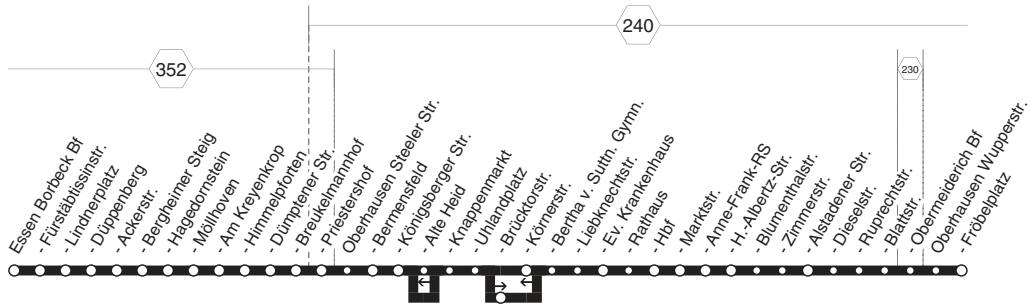 240
352
230
Essen Borbeck Bf
- Fürstäbtissinstr.
- Lindnerplatz
- Düppenberg
- Ackerstr.
- Bergheimer Steig
- Hagedornstein
- Möllhoven
- Am Kreyenkrop
- Himmelpforten
- Dümptener Str.
- Breukelmannhof
- Priestershof
Oberhausen Steeler Str.
- Bermensfeld
- Königsberger Str.
- Alte Heid
- Knappenmarkt
- Uhlandplatz
- Brücktorstr.
- Körnerstr.
- Bertha v. Suttn. Gymn.
- Liebknechtstr.
- Ev. Krankenhaus
- Rathaus
- Hbf
- Marktstr.
- Anne-Frank-RS
- H.-Albertz-Str.
- Blumenthalstr.
- Zimmerstr.
- Alstadener Str.
- Dieselstr.
- Ruprechtstr.
- Blattstr.
- Obermeiderich Bf
Oberhausen Wupperstr.
- Fröbelplatz